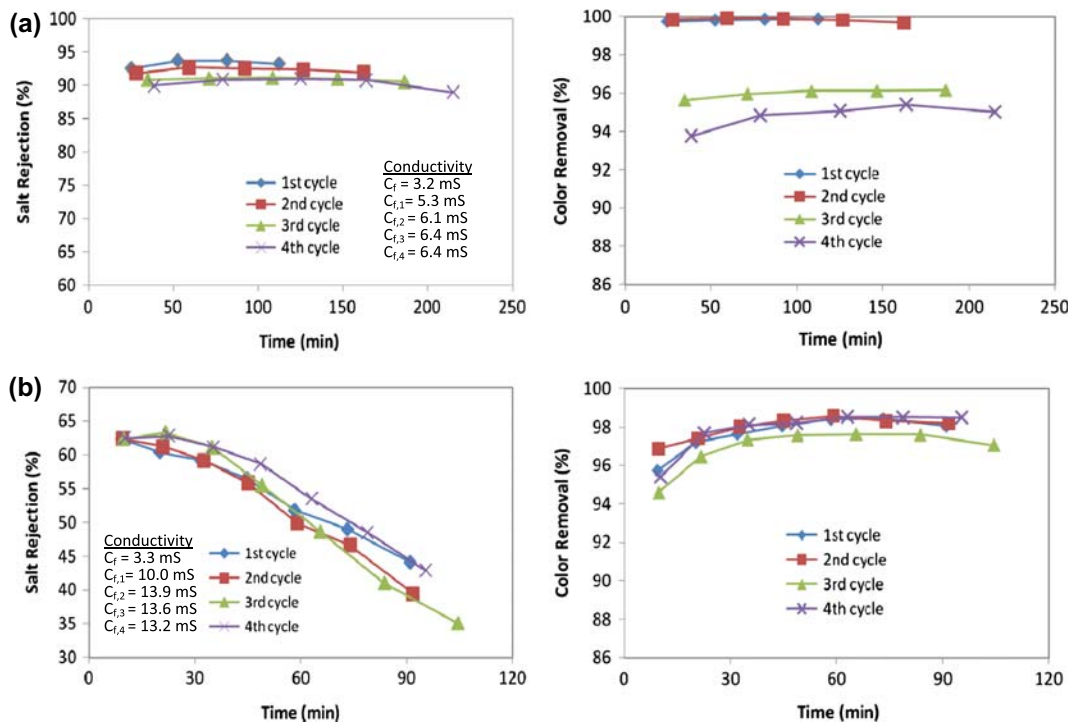 (a)
100
95
90
85
80
75
70
65
60
Salt Rejection (%)
1st cycle
2nd cycle
3rd cycle
4th cycle
Conductivity
Cf = 3.2 mS
Cf,1 = 5.3 mS
Cf,2 = 6.1 mS
Cf,3 = 6.4 mS
Cf,4 = 6.4 mS
0 50 100 150 200 250
Time (min)
100
98
96
94
92
90
88
86
Color Removal (%)
1st cycle
2nd cycle
3rd cycle
4th cycle
0 50 100 150 200 250
Time (min)
(b)
70
65
60
55
50
45
40
35
30
Salt Rejection (%)
Conductivity
Cf = 3.3 mS
Cf,1 = 10.0 mS
Cf,2 = 13.9 mS
Cf,3 = 13.6 mS
Cf,4 = 13.2 mS
1st cycle
2nd cycle
3rd cycle
4th cycle
0 30 60 90 120
Time (min)
100
98
96
94
92
90
88
86
Color Removal (%)
1st cycle
2nd cycle
3rd cycle
4th cycle
0 30 60 90 120
Time (min)